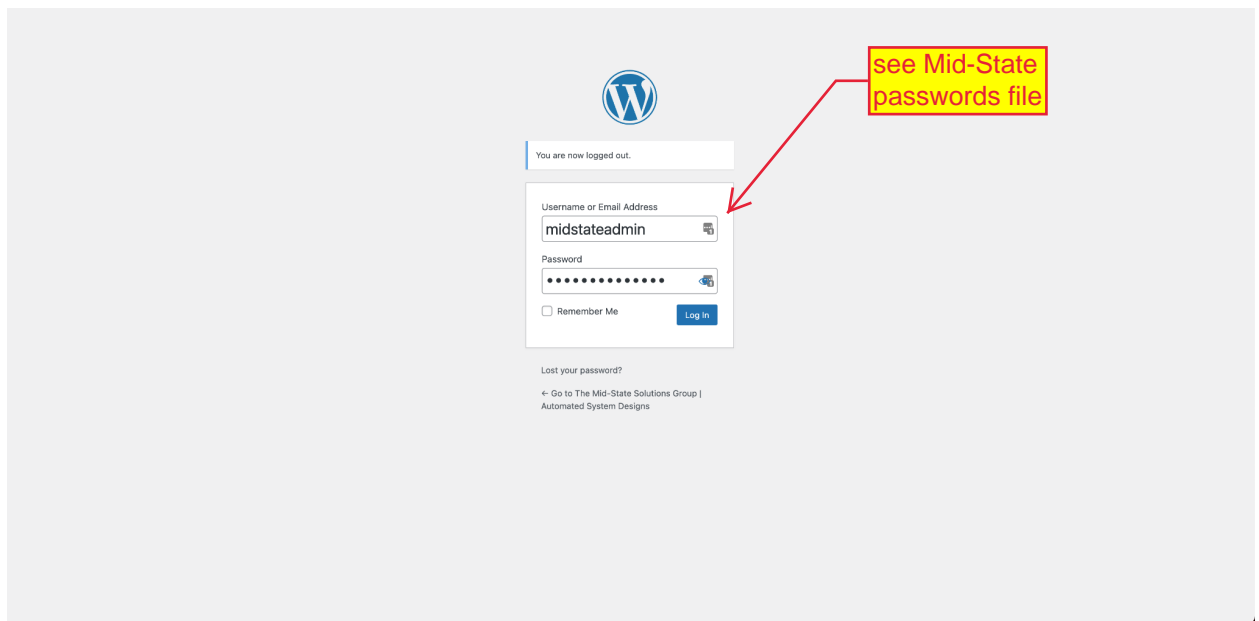 see Mid-State
passwords file
You are now logged out.
Username or Email Address
midstateadmin
Password
••••••••••••••
Remember Me
Log In
Lost your password?
← Go to The Mid-State Solutions Group |
Automated System Designs